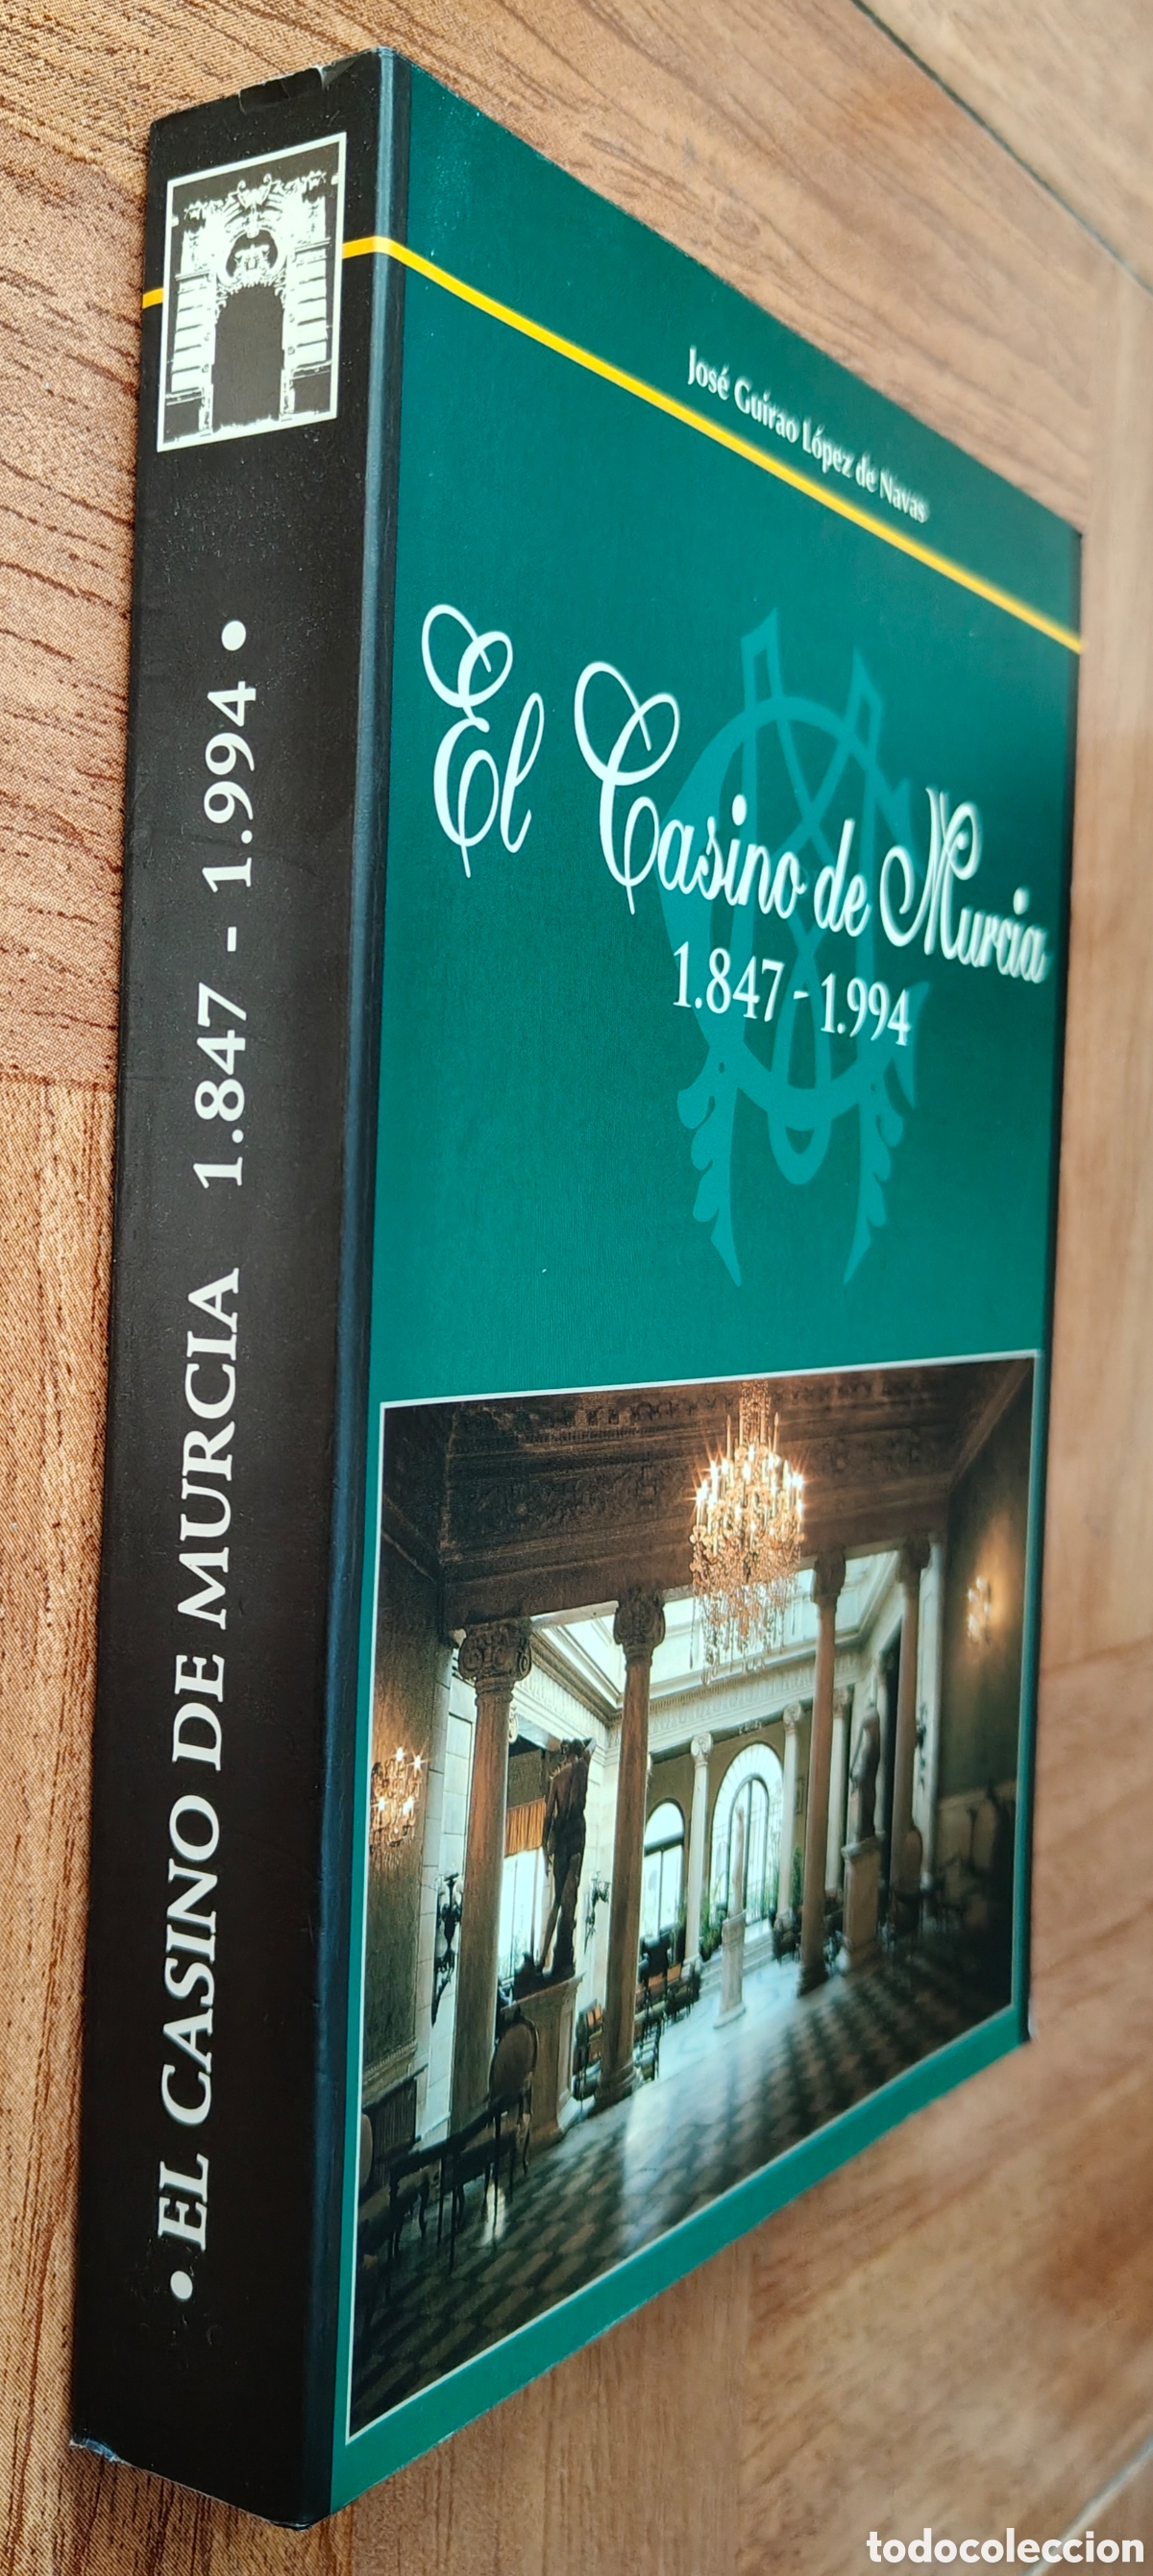 José Guirao López de Navas
El Casino de Murcia
1.847 - 1.994
• EL CASINO DE MURCIA 1.847 - 1.994 •
todocoleccion